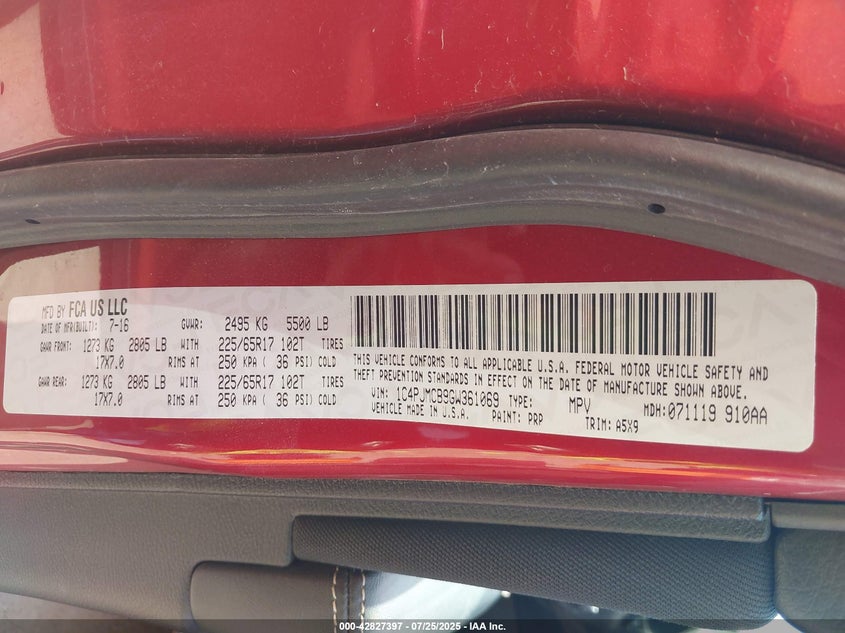 MFD BY FCA US LLC
DATE OF MFR(BUILT): 7-16 GVWR: 2495 KG 5500 LB
GAWR FRONT: 1273 KG 2805 LB WITH 225/65R17 102T TIRES
17X7.0 RIMS AT 250 KPA ( 36 PSI) COLD
GAWR REAR: 1273 KG 2805 LB WITH 225/65R17 102T TIRES
17X7.0 RIMS AT 250 KPA ( 36 PSI) COLD
THIS VEHICLE CONFORMS TO ALL APPLICABLE U.S.A. FEDERAL MOTOR VEHICLE SAFETY AND
THEFT PREVENTION STANDARDS IN EFFECT ON THE DATE OF MANUFACTURE SHOWN ABOVE.
VIN: 1C4PJMCB9GW361069 TYPE: MPV MDH: 071119 910AA
VEHICLE MADE IN U.S.A. PAINT: PRP TRIM: A5X9
000-42827397 - 07/25/2025 - IAA Inc.